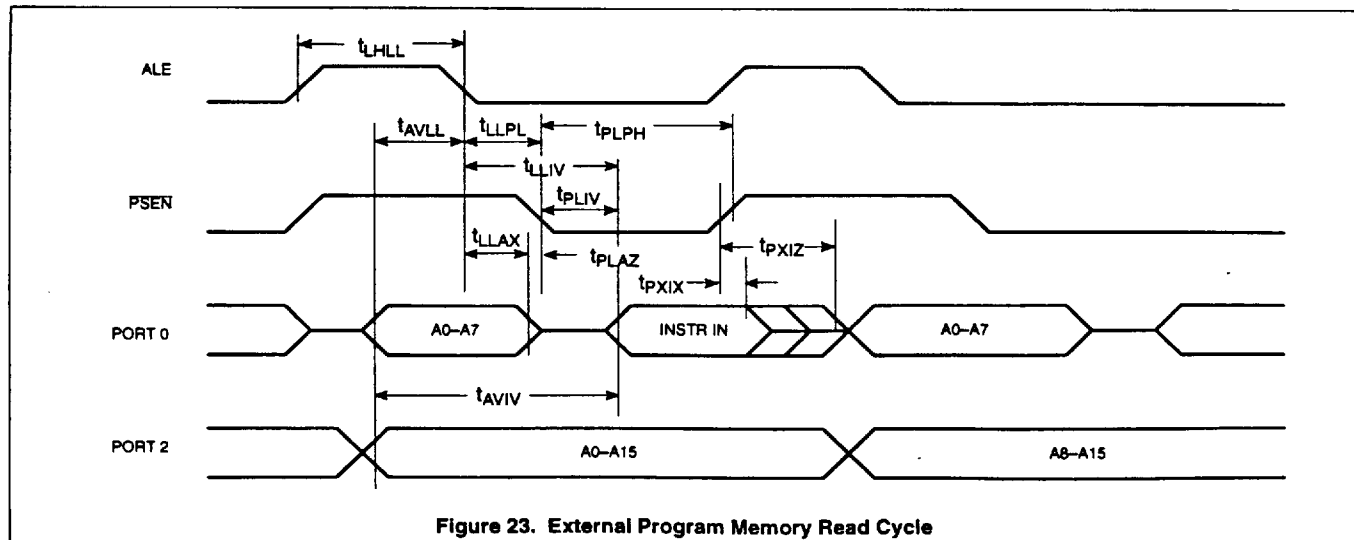 tLHLL
ALE
tAVLL tLLPL tPLPH
tLLIV
PSEN
tPLIV
tLLAX
tPLAZ
tPXIZ
tPXIX
PORT 0
A0–A7
INSTR IN
A0–A7
tAVIV
PORT 2
A0–A15
A8–A15
Figure 23. External Program Memory Read Cycle